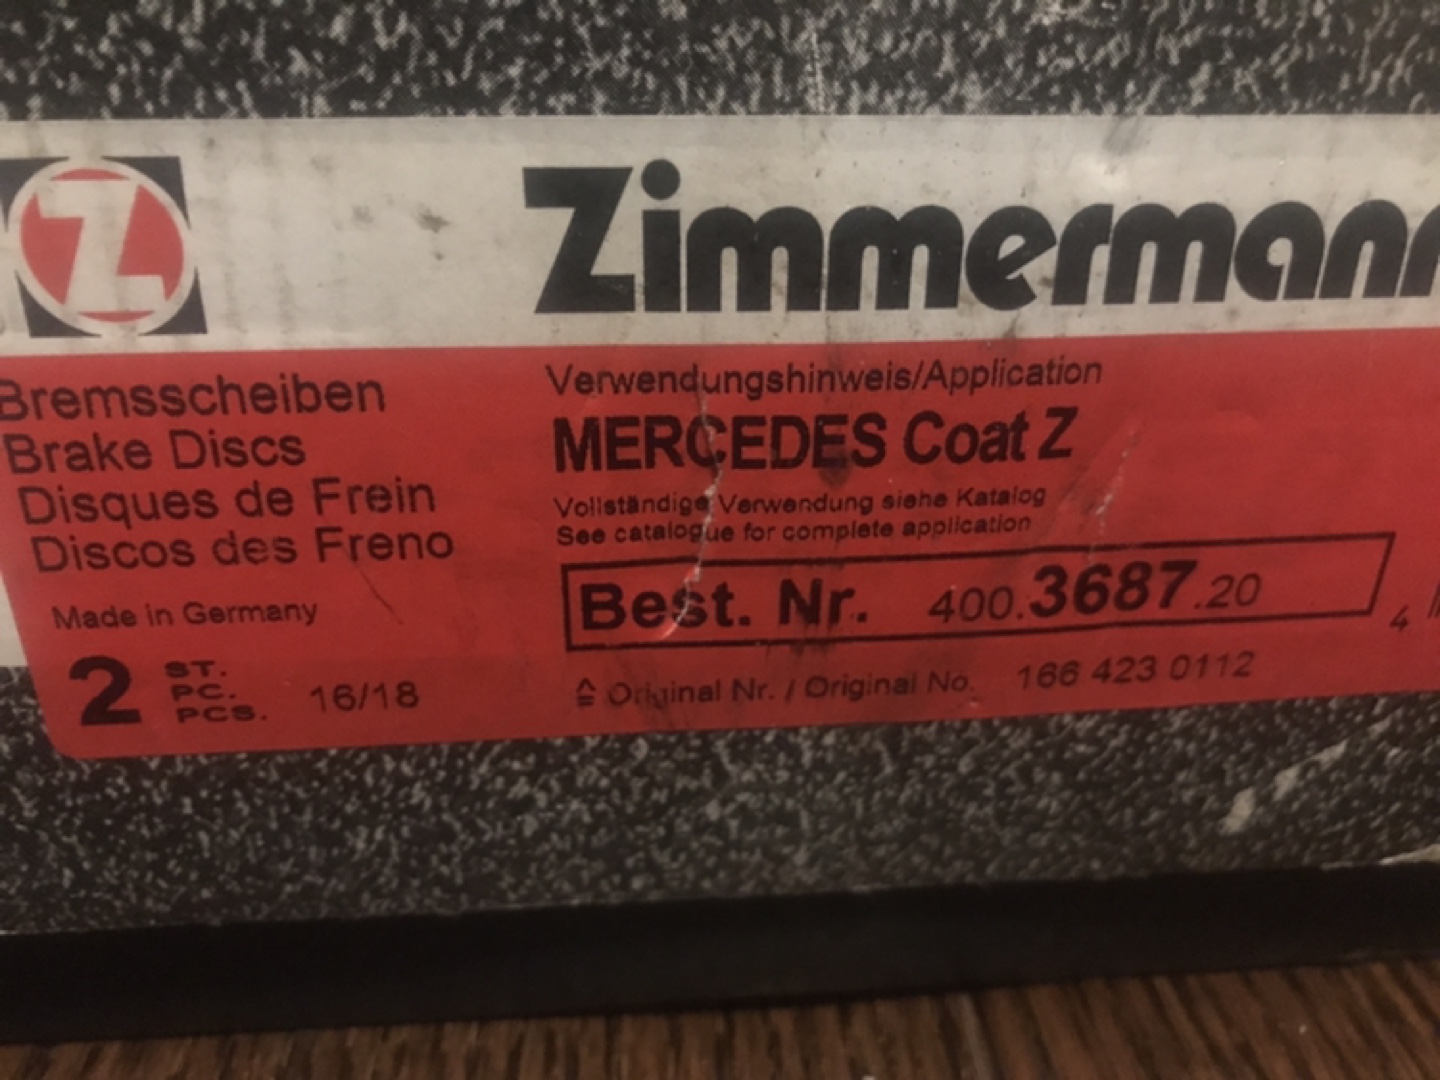 Z
Zimmermann
Bremsscheiben
Brake Discs
Disques de Frein
Discos des Freno
Made in Germany
2 ST.
PC.
PCS.
16/18
Verwendungshinweis/Application
MERCEDES Coat Z
Vollständige Verwendung siehe Katalog
See catalogue for complete application
Best. Nr. 400.3687.20
4
≙ Original Nr. / Original No. 166 423 0112